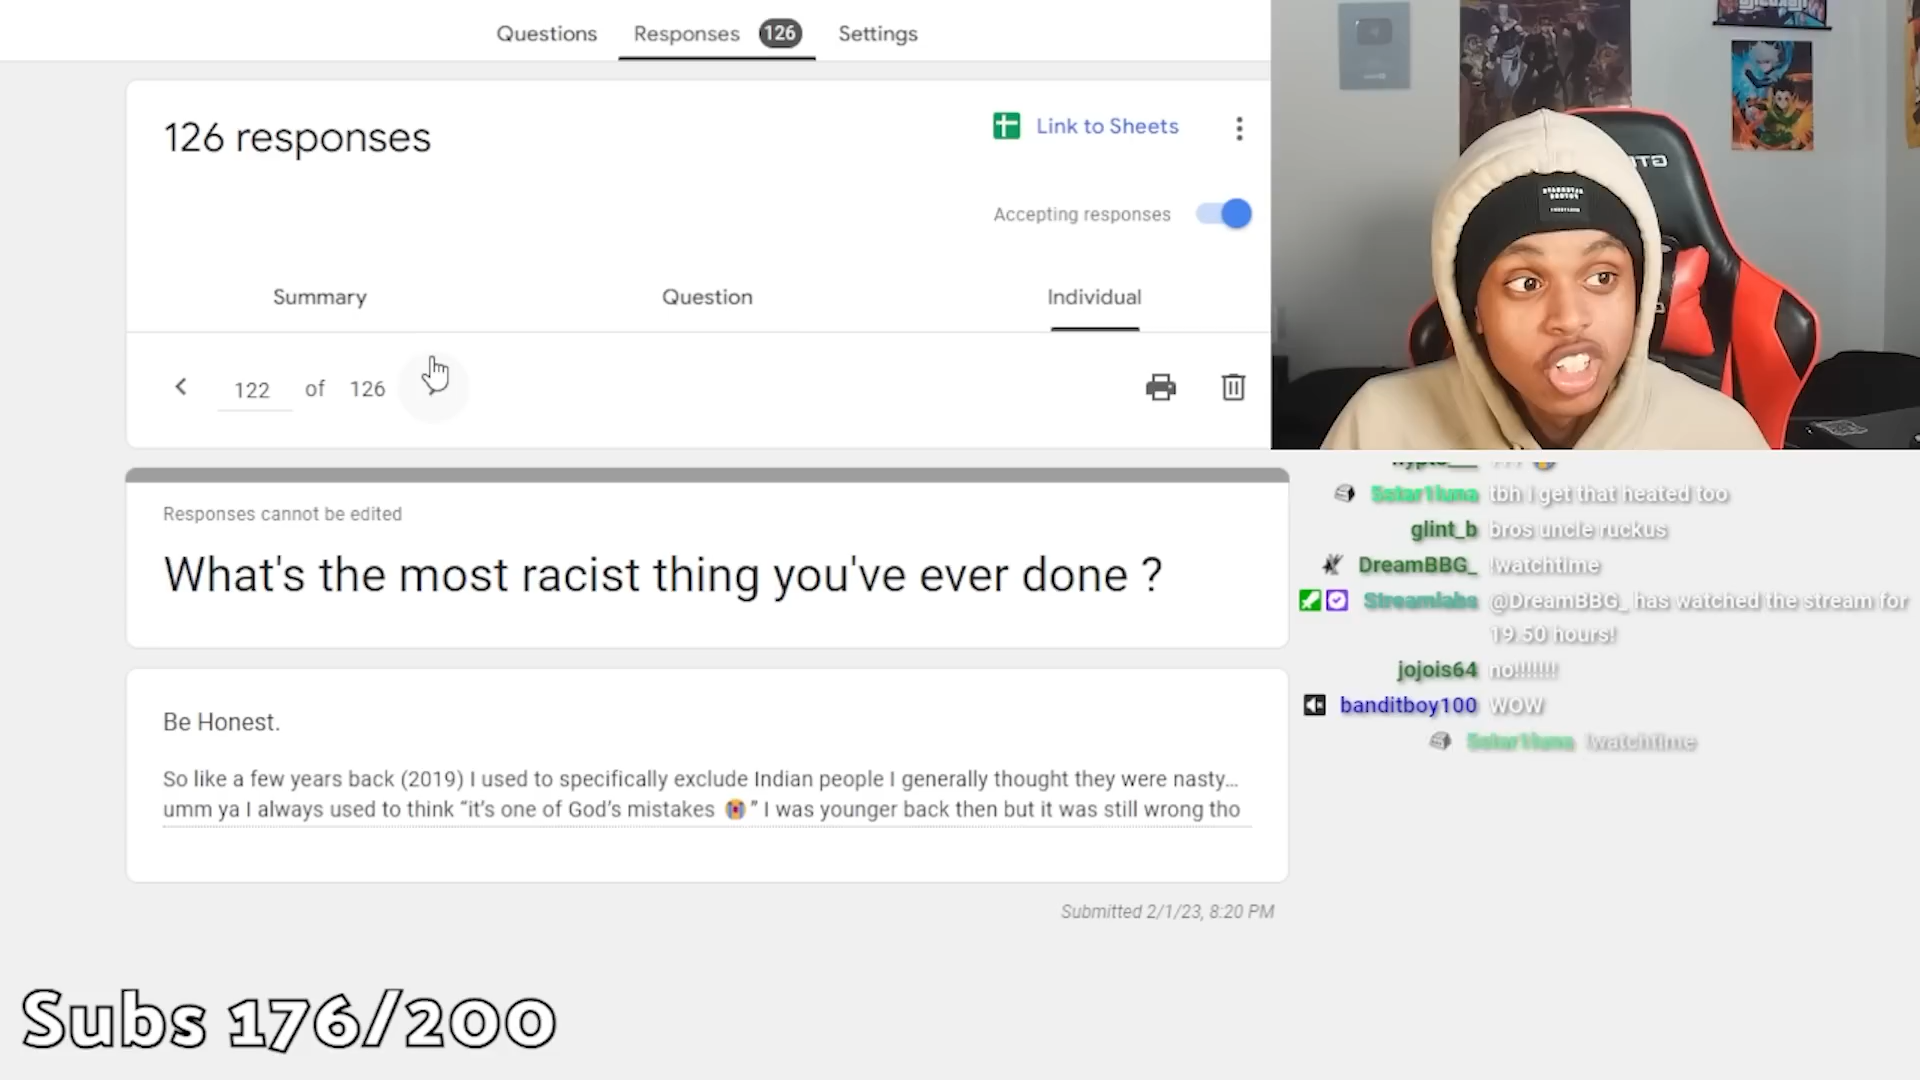 Questions
Responses 126
Settings
126 responses
Link to Sheets
Accepting responses
Summary
Question
Individual
122 of 126
Responses cannot be edited
What's the most racist thing you've ever done ?
Be Honest.
So like a few years back (2019) I used to specifically exclude Indian people I generally thought they were nasty...
umm ya I always used to think “it's one of God's mistakes 😭” I was younger back then but it was still wrong tho
Submitted 2/1/23, 8:20 PM
Subs 176/200
5star1luna tbh I get that heated too
glint_b bros uncle ruckus
DreamBBG_ !watchtime
Streamlabs @DreamBBG_ has watched the stream for
19.50 hours!
jojois64 no!!!!!!!
banditboy100 WOW
5star1luna !watchtime